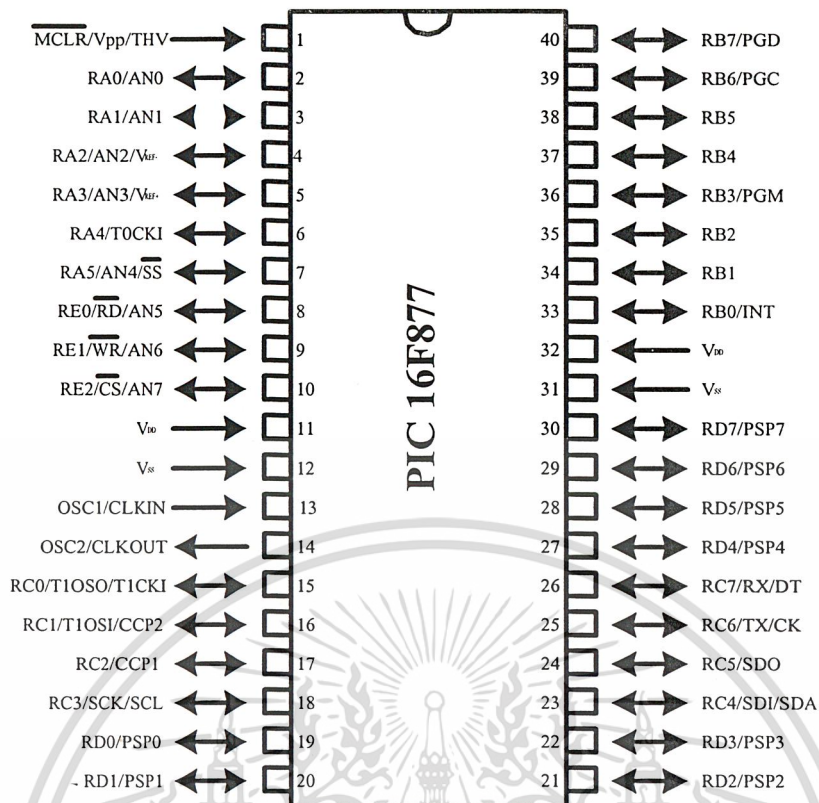 MCLR/Vpp/THV 1 40 RB7/PGD
RA0/AN0 2 39 RB6/PGC
RA1/AN1 3 38 RB5
RA2/AN2/VREF- 4 37 RB4
RA3/AN3/VREF+ 5 36 RB3/PGM
RA4/T0CKI 6 35 RB2
RA5/AN4/SS 7 34 RB1
RE0/RD/AN5 8 33 RB0/INT
RE1/WR/AN6 9 32 VDD
RE2/CS/AN7 10 31 VSS
VDD 11 30 RD7/PSP7
VSS 12 29 RD6/PSP6
OSC1/CLKIN 13 28 RD5/PSP5
OSC2/CLKOUT 14 27 RD4/PSP4
RC0/T1OSO/T1CKI 15 26 RC7/RX/DT
RC1/T1OSI/CCP2 16 25 RC6/TX/CK
RC2/CCP1 17 24 RC5/SDO
RC3/SCK/SCL 18 23 RC4/SDI/SDA
RD0/PSP0 19 22 RD3/PSP3
RD1/PSP1 20 21 RD2/PSP2
PIC 16F877